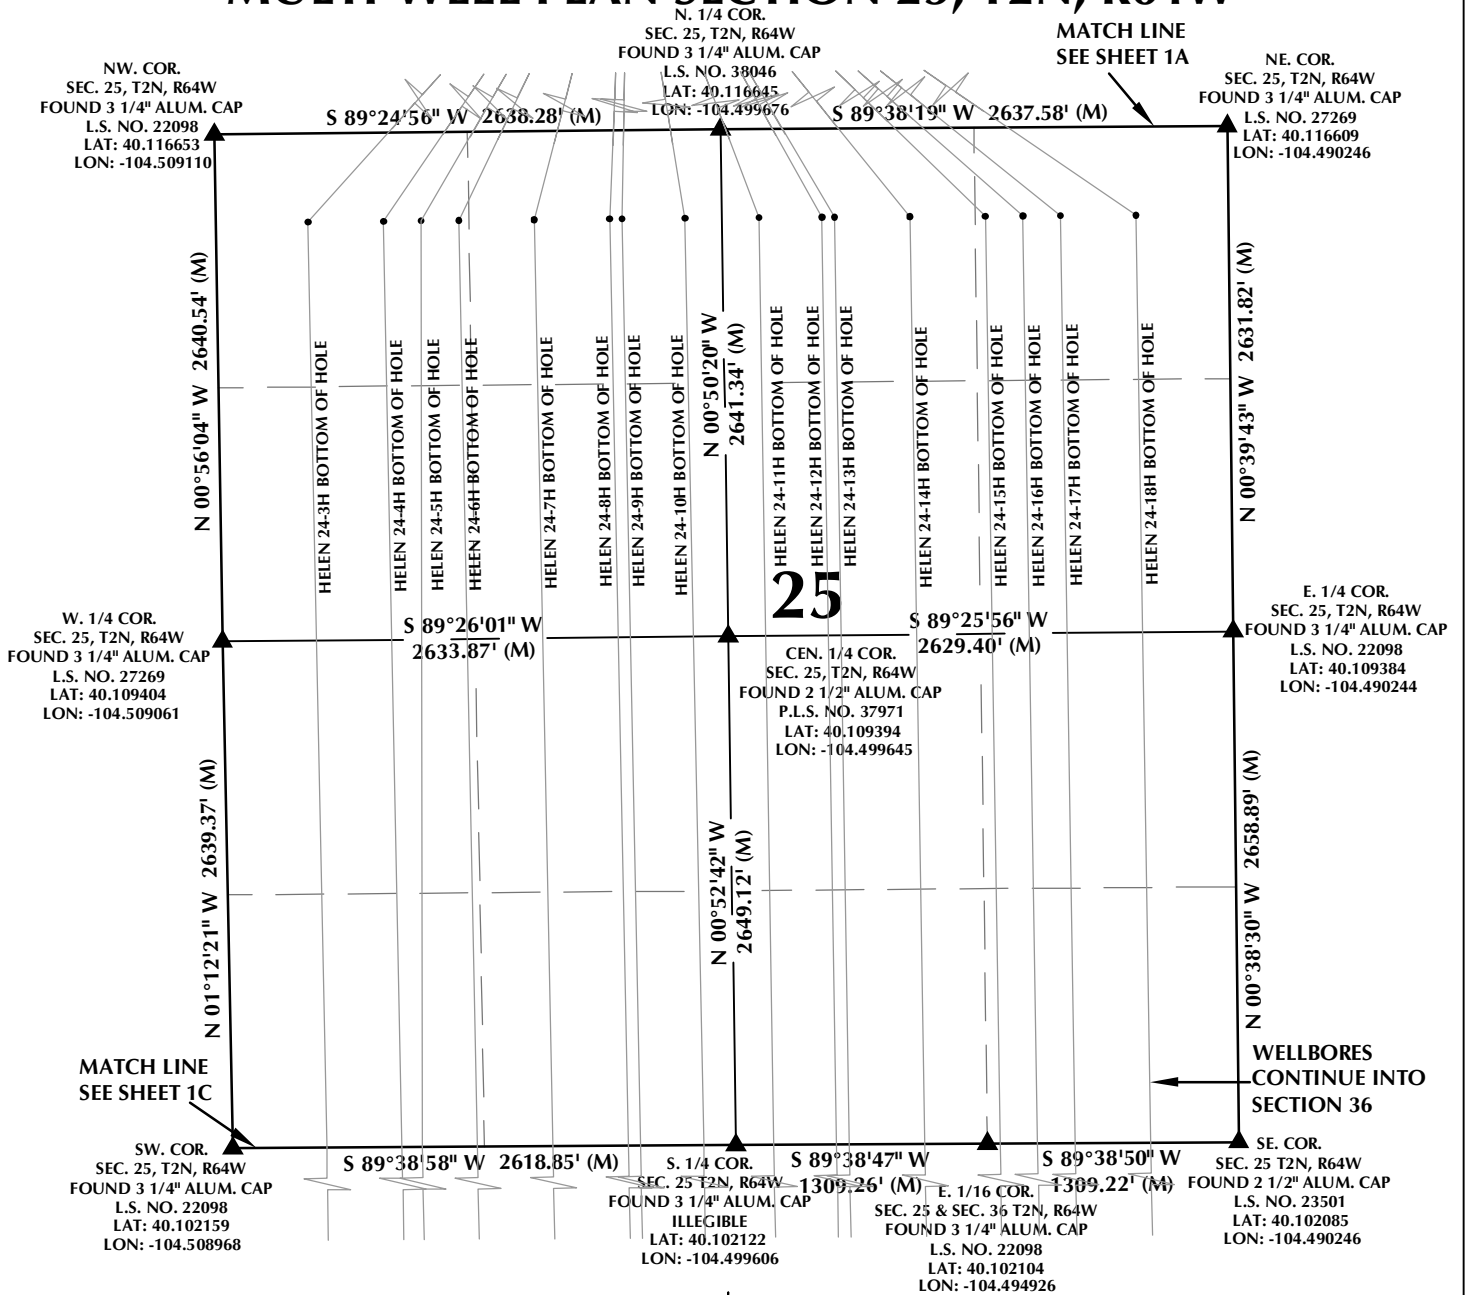 MULTI-WELL PLAN SECTION 25, T2N, R64W
N. 1/4 COR.
SEC. 25, T2N, R64W
FOUND 3 1/4" ALUM. CAP
L.S. NO. 38046
LAT: 40.116645
LON: -104.499676
MATCH LINE
SEE SHEET 1A
NW. COR.
SEC. 25, T2N, R64W
FOUND 3 1/4" ALUM. CAP
L.S. NO. 22098
LAT: 40.116653
LON: -104.509110
NE. COR.
SEC. 25, T2N, R64W
FOUND 3 1/4" ALUM. CAP
L.S. NO. 27269
LAT: 40.116609
LON: -104.490246
S 89°24'56" W 2638.28' (M)
S 89°38'19" W 2637.58' (M)
N 00°56'04" W 2640.54' (M)
HELEN 24-3H BOTTOM OF HOLE
HELEN 24-4H BOTTOM OF HOLE
HELEN 24-5H BOTTOM OF HOLE
HELEN 24-6H BOTTOM OF HOLE
HELEN 24-7H BOTTOM OF HOLE
HELEN 24-8H BOTTOM OF HOLE
HELEN 24-9H BOTTOM OF HOLE
HELEN 24-10H BOTTOM OF HOLE
N 00°50'20" W
2641.34' (M)
HELEN 24-11H BOTTOM OF HOLE
HELEN 24-12H BOTTOM OF HOLE
HELEN 24-13H BOTTOM OF HOLE
HELEN 24-14H BOTTOM OF HOLE
HELEN 24-15H BOTTOM OF HOLE
HELEN 24-16H BOTTOM OF HOLE
HELEN 24-17H BOTTOM OF HOLE
HELEN 24-18H BOTTOM OF HOLE
N 00°39'43" W 2631.82' (M)
25
W. 1/4 COR.
SEC. 25, T2N, R64W
FOUND 3 1/4" ALUM. CAP
L.S. NO. 27269
LAT: 40.109404
LON: -104.509061
S 89°26'01" W
2633.87' (M)
S 89°25'56" W
2629.40' (M)
E. 1/4 COR.
SEC. 25, T2N, R64W
FOUND 3 1/4" ALUM. CAP
L.S. NO. 22098
LAT: 40.109384
LON: -104.490244
CEN. 1/4 COR.
SEC. 25, T2N, R64W
FOUND 2 1/2" ALUM. CAP
P.L.S. NO. 37971
LAT: 40.109394
LON: -104.499645
N 01°12'21" W 2639.37' (M)
N 00°52'42" W
2649.12' (M)
N 00°38'30" W 2658.89' (M)
MATCH LINE
SEE SHEET 1C
WELLBORES
CONTINUE INTO
SECTION 36
SW. COR.
SEC. 25, T2N, R64W
FOUND 3 1/4" ALUM. CAP
L.S. NO. 22098
LAT: 40.102159
LON: -104.508968
S 89°38'58" W 2618.85' (M)
S. 1/4 COR.
SEC. 25 T2N, R64W
FOUND 3 1/4" ALUM. CAP
ILLEGIBLE
LAT: 40.102122
LON: -104.499606
S 89°38'47" W
1309.26' (M)
E. 1/16 COR.
SEC. 25 & SEC. 36 T2N, R64W
FOUND 3 1/4" ALUM. CAP
L.S. NO. 22098
LAT: 40.102104
LON: -104.494926
S 89°38'50" W
1309.22' (M)
SE. COR.
SEC. 25 T2N, R64W
FOUND 2 1/2" ALUM. CAP
L.S. NO. 23501
LAT: 40.102085
LON: -104.490246